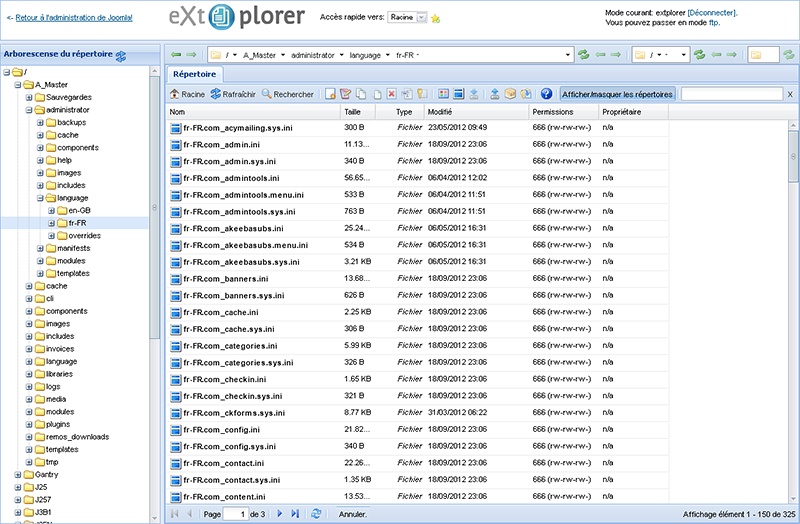 <- Retour à l'administration de Joomla!
eXtplorer
Accès rapide vers: Racine
Mode courant: extplorer [Déconnecter].
Vous pouvez passer en mode ftp.
Arborescense du répertoire
/ A_Master administrator language fr-FR
/
Répertoire
Racine Rafraîchir Rechercher Afficher/masquer les répertoires X
/
A_Master
Sauvegardes
administrator
backups
cache
components
help
images
includes
language
en-GB
fr-FR
overrides
manifests
modules
templates
cache
cli
components
images
includes
invoices
language
libraries
logs
media
modules
plugins
remos_downloads
templates
tmp
Gantry
J25
J257
J3B1
Nom Taille Type Modifié Permissions Propriétaire
fr-FR.com_acymailing.sys.ini 300 B Fichier 23/05/2012 09:49 666 (rw-rw-rw-) n/a
fr-FR.com_admin.ini 11.13... Fichier 18/09/2012 23:06 666 (rw-rw-rw-) n/a
fr-FR.com_admin.sys.ini 340 B Fichier 18/09/2012 23:06 666 (rw-rw-rw-) n/a
fr-FR.com_admintools.ini 56.65... Fichier 06/04/2012 12:02 666 (rw-rw-rw-) n/a
fr-FR.com_admintools.menu.ini 533 B Fichier 06/04/2012 11:51 666 (rw-rw-rw-) n/a
fr-FR.com_admintools.sys.ini 763 B Fichier 06/04/2012 11:51 666 (rw-rw-rw-) n/a
fr-FR.com_akeebasubs.ini 25.24... Fichier 06/05/2012 16:31 666 (rw-rw-rw-) n/a
fr-FR.com_akeebasubs.menu.ini 534 B Fichier 06/05/2012 16:31 666 (rw-rw-rw-) n/a
fr-FR.com_akeebasubs.sys.ini 3.21 KB Fichier 06/05/2012 16:31 666 (rw-rw-rw-) n/a
fr-FR.com_banners.ini 13.68... Fichier 18/09/2012 23:06 666 (rw-rw-rw-) n/a
fr-FR.com_banners.sys.ini 626 B Fichier 18/09/2012 23:06 666 (rw-rw-rw-) n/a
fr-FR.com_cache.ini 2.25 KB Fichier 18/09/2012 23:06 666 (rw-rw-rw-) n/a
fr-FR.com_cache.sys.ini 306 B Fichier 18/09/2012 23:06 666 (rw-rw-rw-) n/a
fr-FR.com_categories.ini 5.99 KB Fichier 18/09/2012 23:06 666 (rw-rw-rw-) n/a
fr-FR.com_categories.sys.ini 326 B Fichier 18/09/2012 23:06 666 (rw-rw-rw-) n/a
fr-FR.com_checkin.ini 1.65 KB Fichier 18/09/2012 23:06 666 (rw-rw-rw-) n/a
fr-FR.com_checkin.sys.ini 321 B Fichier 18/09/2012 23:06 666 (rw-rw-rw-) n/a
fr-FR.com_ckforms.sys.ini 8.77 KB Fichier 31/03/2012 06:22 666 (rw-rw-rw-) n/a
fr-FR.com_config.ini 21.82... Fichier 18/09/2012 23:06 666 (rw-rw-rw-) n/a
fr-FR.com_config.sys.ini 340 B Fichier 18/09/2012 23:06 666 (rw-rw-rw-) n/a
fr-FR.com_contact.ini 22.26... Fichier 18/09/2012 23:06 666 (rw-rw-rw-) n/a
fr-FR.com_contact.sys.ini 1.35 KB Fichier 18/09/2012 23:06 666 (rw-rw-rw-) n/a
fr-FR.com_content.ini 13.53... Fichier 18/09/2012 23:06 666 (rw-rw-rw-) n/a
Page 1 de 3 Annuler. Affichage élément 1 - 150 de 325